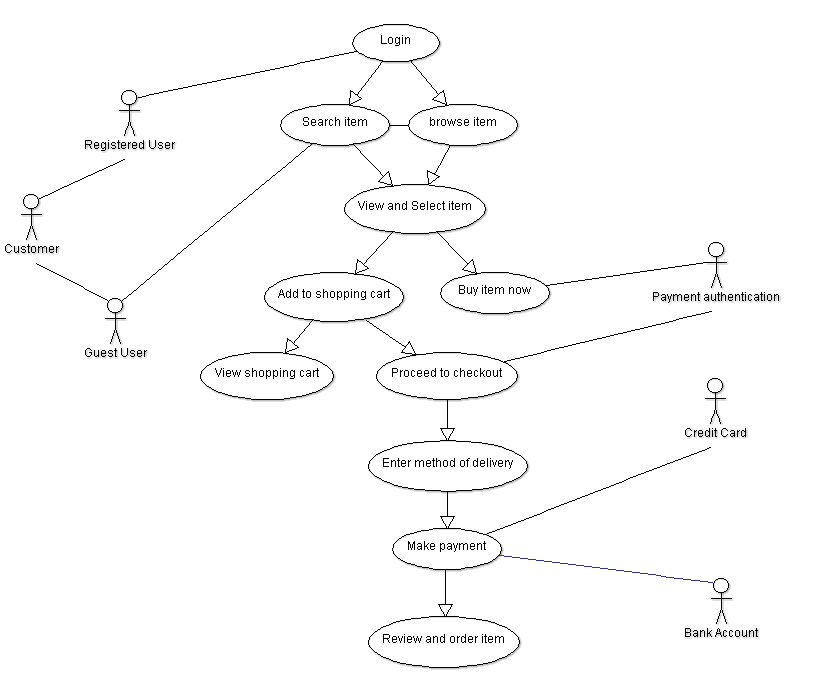 Login
Search item
browse item
Registered User
View and Select item
Customer
Add to shopping cart
Buy item now
Payment authentication
Guest User
View shopping cart
Proceed to checkout
Credit Card
Enter method of delivery
Make payment
Bank Account
Review and order item